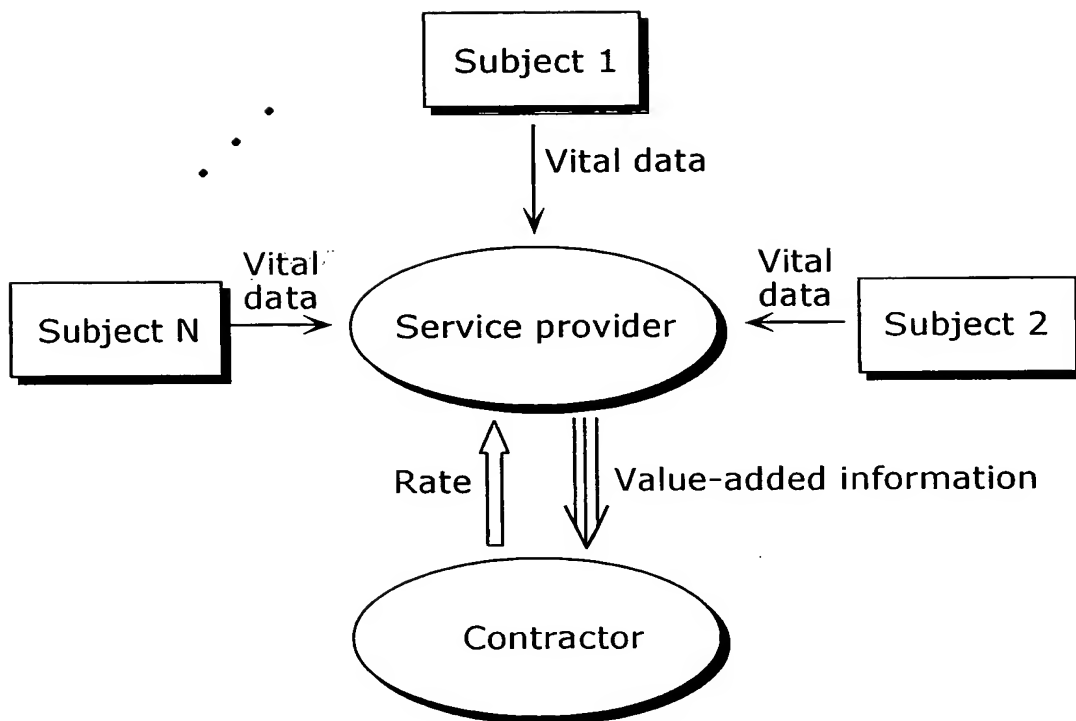 Subject 1
Vital data
Vital
data
Vital
data
Subject N
Service provider
Subject 2
Rate
Value-added information
Contractor